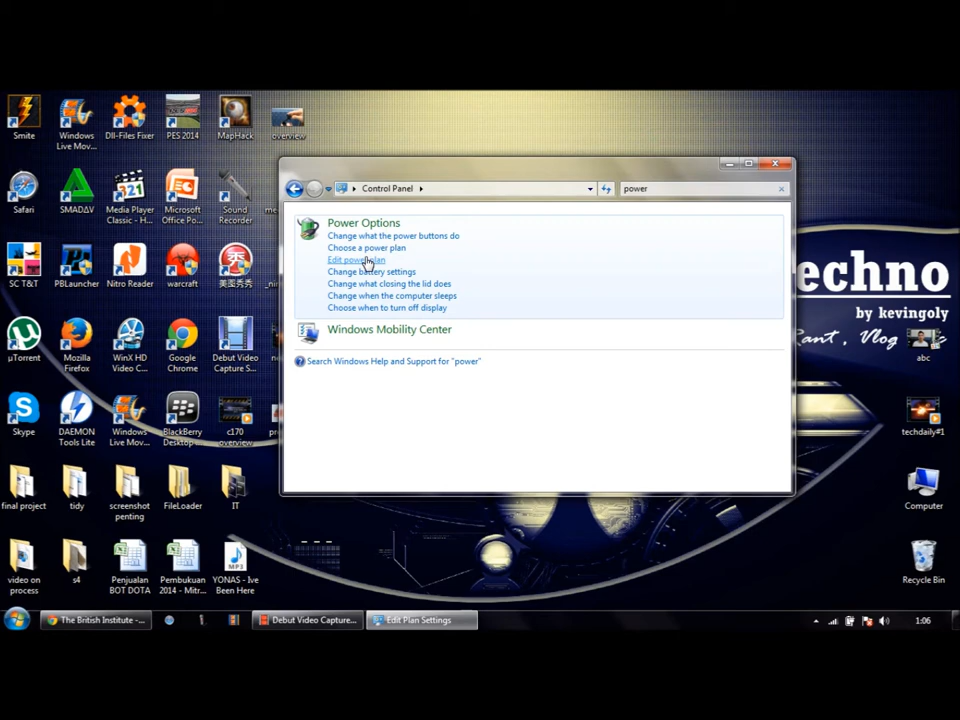 Control Panel
power
Power Options
Change what the power buttons do
Choose a power plan
Edit power plan
Change battery settings
Change what closing the lid does
Change when the computer sleeps
Choose when to turn off display
Windows Mobility Center
Search Windows Help and Support for "power"
Smite
Windows Live Mov...
Dll-Files Fixer
PES 2014
MapHack
overview
Safari
SMADAV
Media Player Classic - H...
Microsoft Office Po...
Sound Recorder
SC T&T
PBLauncher
Nitro Reader
warcraft
美图秀秀
µTorrent
Mozilla Firefox
WinX HD Video C...
Google Chrome
Debut Video Capture S...
Skype
DAEMON Tools Lite
Windows Live Mov...
BlackBerry Desktop ...
c170 overview
final project
tidy
screenshot penting
FileLoader
IT
video on process
s4
Penjualan BOT DOTA
Pembukuan 2014 - Mitr...
YONAS - Ive Been Here
MP3
echno
by kevingoly
Rant , Vlog
abc
techdaily#1
Computer
Recycle Bin
The British Institute -...
Debut Video Capture...
Edit Plan Settings
1:06